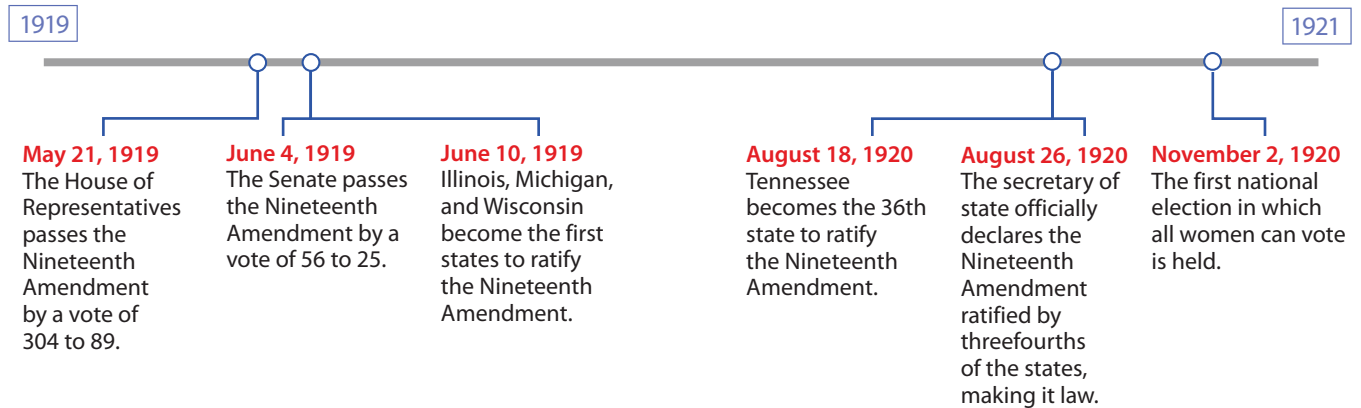 1919
1921
May 21, 1919
The House of
Representatives
passes the
Nineteenth
Amendment
by a vote of
304 to 89.
June 4, 1919
The Senate passes
the Nineteenth
Amendment by a
vote of 56 to 25.
June 10, 1919
Illinois, Michigan,
and Wisconsin
become the first
states to ratify
the Nineteenth
Amendment.
August 18, 1920
Tennessee
becomes the 36th
state to ratify
the Nineteenth
Amendment.
August 26, 1920
The secretary of
state officially
declares the
Nineteenth
Amendment
ratified by
threefourths
of the states,
making it law.
November 2, 1920
The first national
election in which
all women can vote
is held.